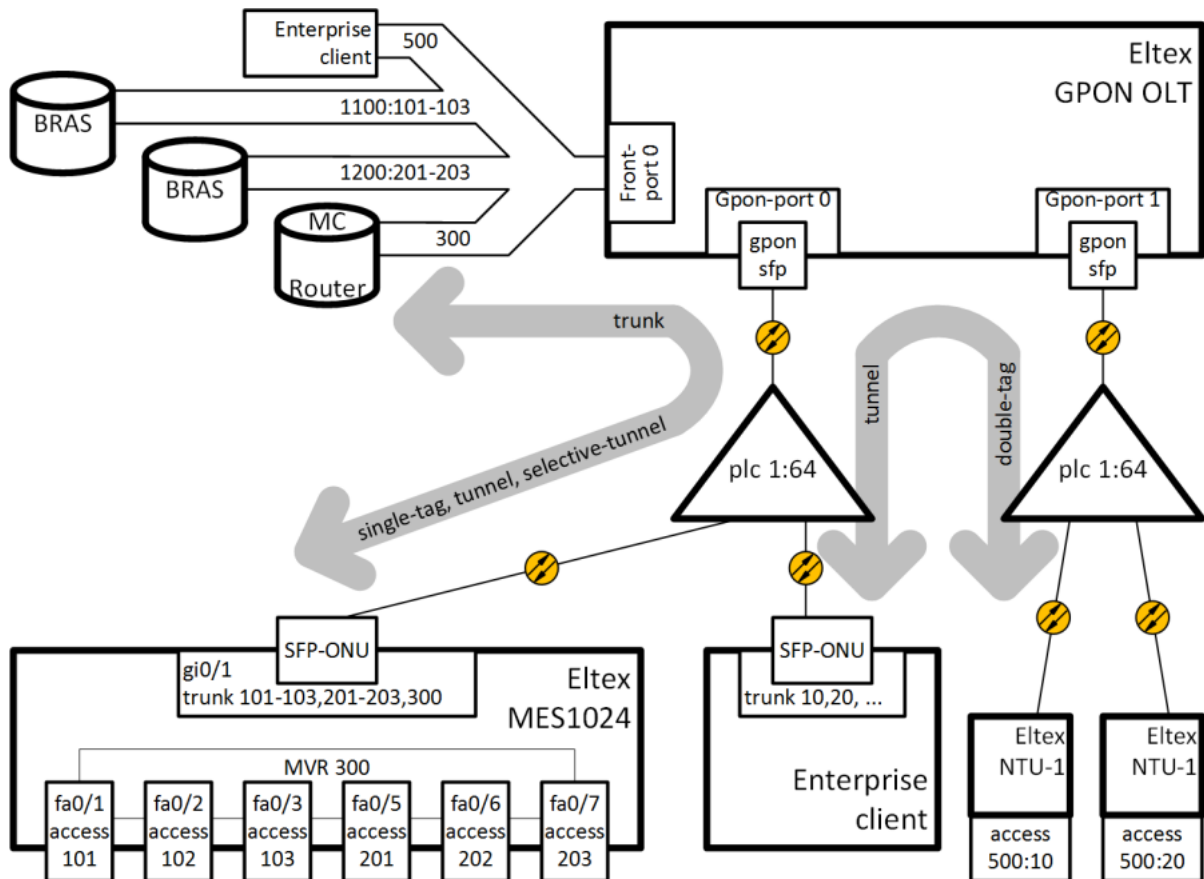 Enterprise
client
500
Eltex
GPON OLT
BRAS
1100:101-103
BRAS
1200:201-203
MC
Router
300
Front-
port 0
Gpon-port 0
gpon
sfp
Gpon-port 1
gpon
sfp
trunk
single-tag, tunnel, selective-tunnel
tunnel
double-tag
plc 1:64
plc 1:64
SFP-ONU
gi0/1
trunk 101-103,201-203,300
Eltex
MES1024
MVR 300
fa0/1
access
101
fa0/2
access
102
fa0/3
access
103
fa0/5
access
201
fa0/6
access
202
fa0/7
access
203
SFP-ONU
trunk 10,20, ...
Enterprise
client
Eltex
NTU-1
access
500:10
Eltex
NTU-1
access
500:20